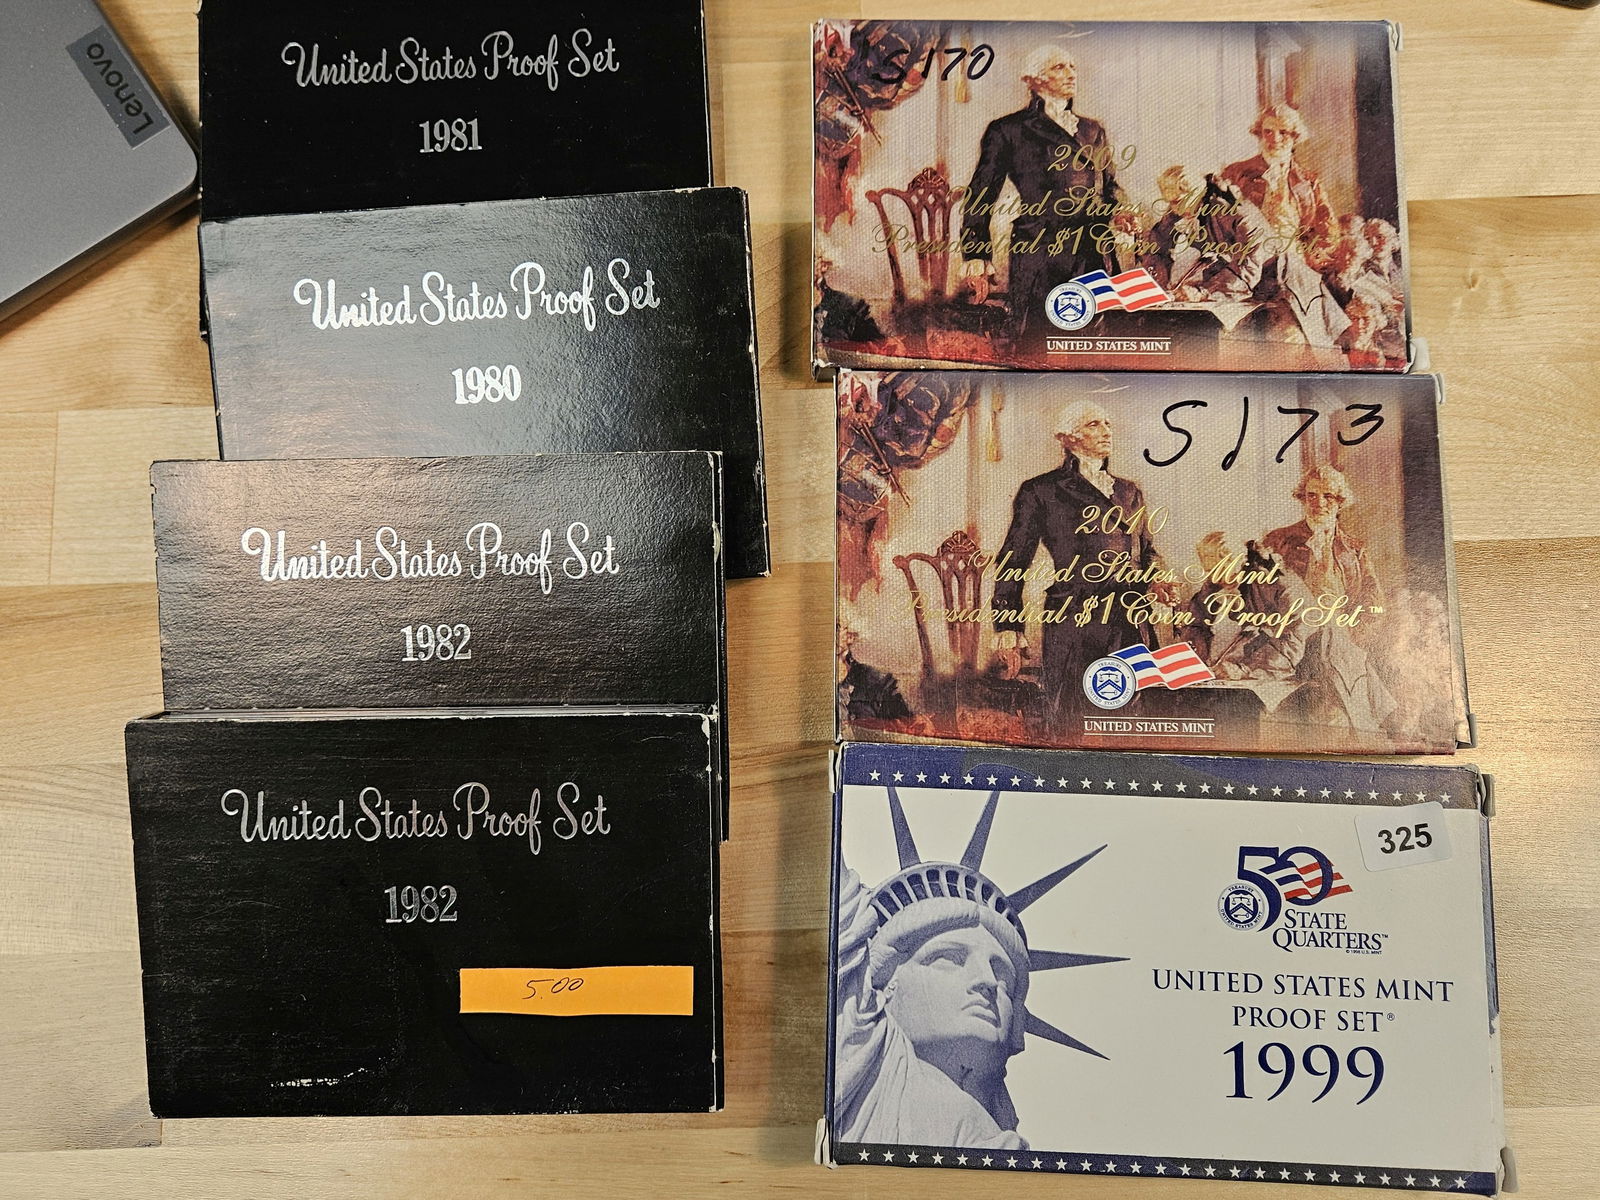 Lenovo
United States Proof Set
1981
United States Proof Set
1980
United States Proof Set
1982
United States Proof Set
1982
5.00
S170
2009
United States Mint
Presidential $1 Coin Proof Set
UNITED STATES MINT
S173
2010
United States Mint
Presidential $1 Coin Proof Set™
UNITED STATES MINT
325
50
STATE
QUARTERS™
UNITED STATES MINT
PROOF SET®
1999